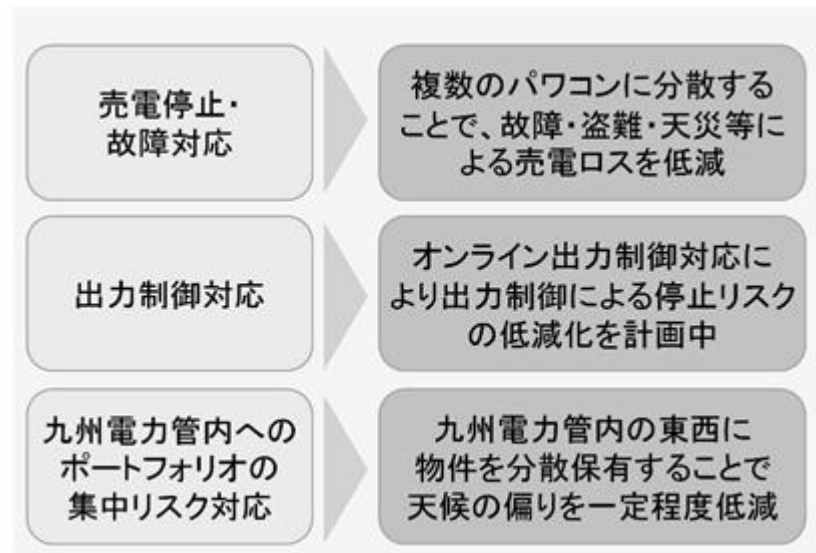 売電停止・
故障対応
複数のパワコンに分散する
ことで、故障・盗難・天災等に
よる売電ロスを低減
出力制御対応
オンライン出力制御対応に
より出力制御による停止リスク
の低減化を計画中
九州電力管内への
ポートフォリオの
集中リスク対応
九州電力管内の東西に
物件を分散保有することで
天候の偏りを一定程度低減